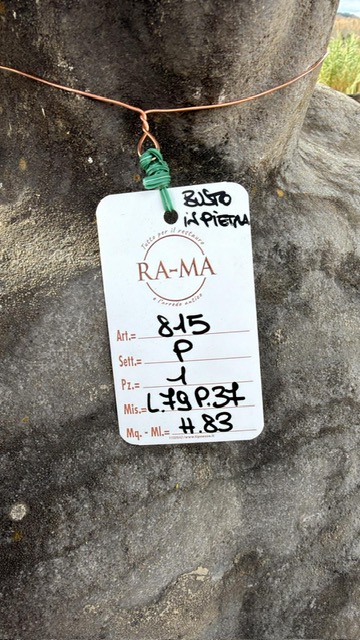 BUSTO
IN PIETRA
Tutto per il restauro
RA-MA
e l'arredo antico
Art.= 815
Sett.= P
Pz.= 1
Mis.= L.79 P.37
Mq. - Ml.= H.83